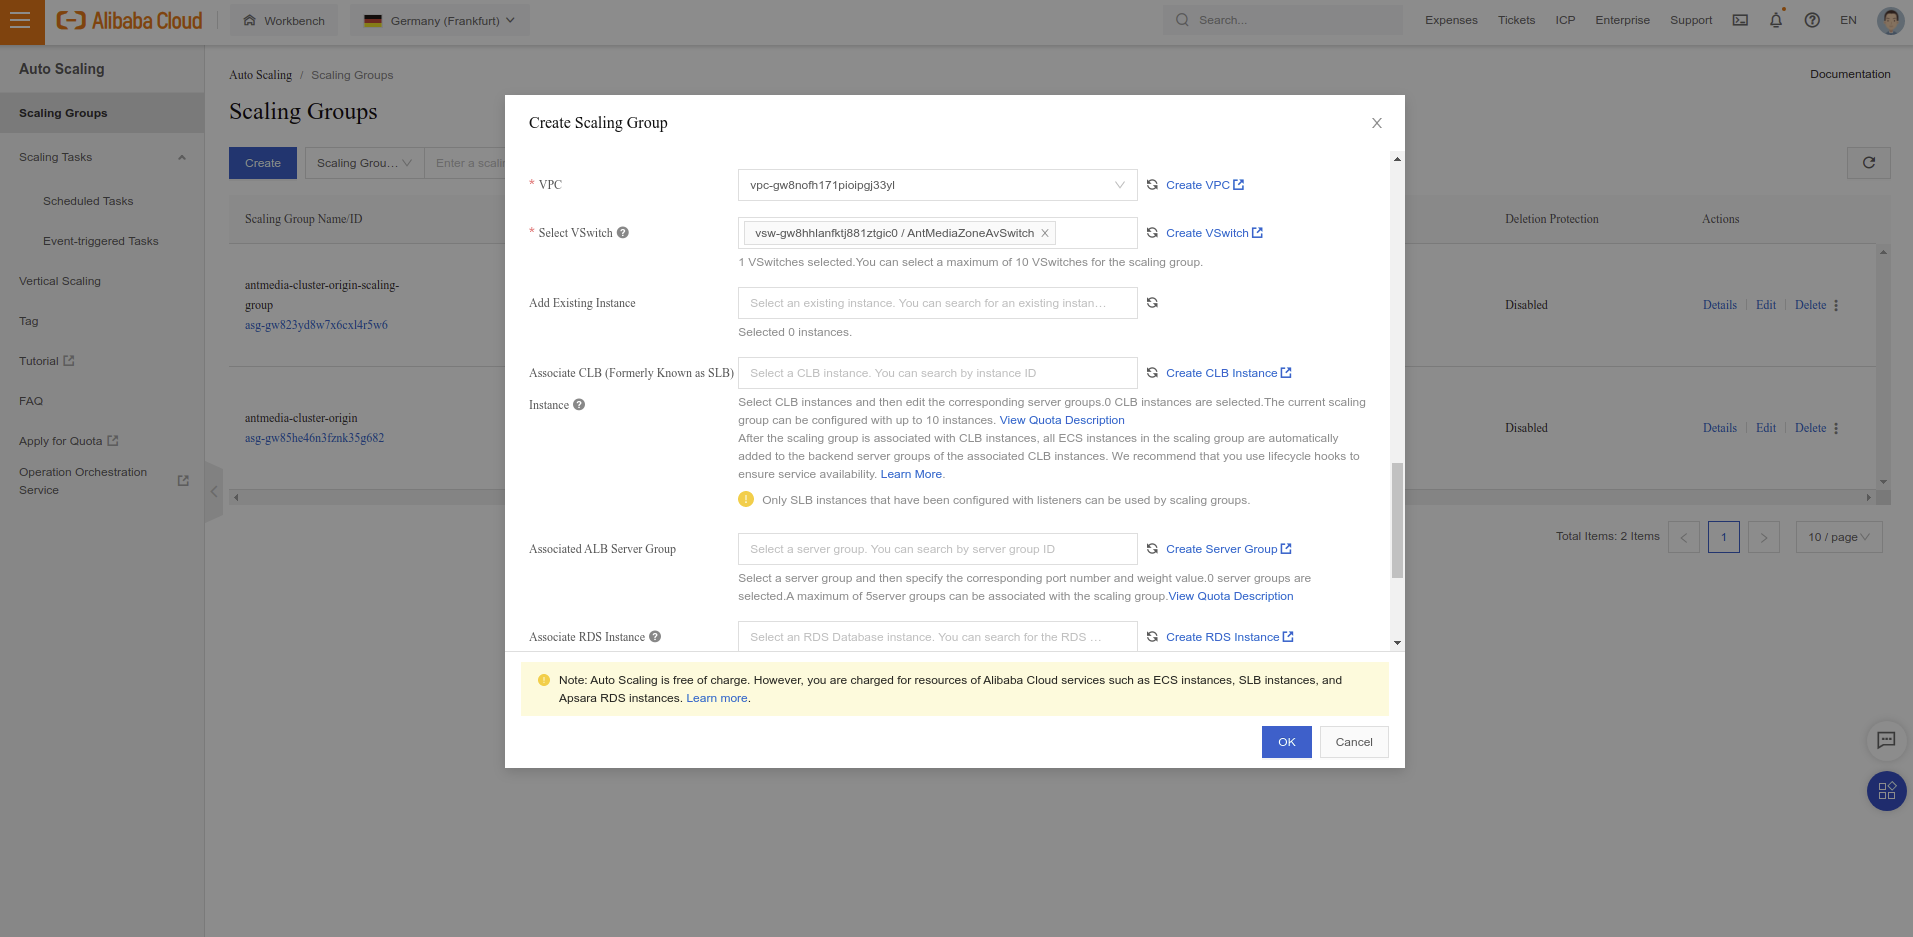 Alibaba Cloud
Workbench
Germany (Frankfurt)
Search...
Expenses
Tickets
ICP
Enterprise
Support
EN
Auto Scaling
Scaling Groups
Scaling Tasks
Scheduled Tasks
Event-triggered Tasks
Vertical Scaling
Tag
Tutorial
FAQ
Apply for Quota
Operation Orchestration
Service
Auto Scaling / Scaling Groups
Documentation
Scaling Groups
Create
Scaling Grou...
Enter a scali
Scaling Group Name/ID
Deletion Protection
Actions
antmedia-cluster-origin-scaling-
group
asg-gw823yd8w7x6cxl4r5w6
Disabled
Details
Edit
Delete
antmedia-cluster-origin
asg-gw85he46n3fznk35g682
Disabled
Details
Edit
Delete
Total Items: 2 Items
1
10 / page
Create Scaling Group
* VPC
vpc-gw8nofh171pioipgj33yl
Create VPC
* Select VSwitch
vsw-gw8hhlanfktj881ztgic0 / AntMediaZoneAvSwitch
Create VSwitch
1 VSwitches selected.You can select a maximum of 10 VSwitches for the scaling group.
Add Existing Instance
Select an existing instance. You can search for an existing instan...
Selected 0 instances.
Associate CLB (Formerly Known as SLB)
Instance
Select a CLB instance. You can search by instance ID
Create CLB Instance
Select CLB instances and then edit the corresponding server groups.0 CLB instances are selected.The current scaling
group can be configured with up to 10 instances. View Quota Description
After the scaling group is associated with CLB instances, all ECS instances in the scaling group are automatically
added to the backend server groups of the associated CLB instances. We recommend that you use lifecycle hooks to
ensure service availability. Learn More.
Only SLB instances that have been configured with listeners can be used by scaling groups.
Associated ALB Server Group
Select a server group. You can search by server group ID
Create Server Group
Select a server group and then specify the corresponding port number and weight value.0 server groups are
selected.A maximum of 5server groups can be associated with the scaling group.View Quota Description
Associate RDS Instance
Select an RDS Database instance. You can search for the RDS ...
Create RDS Instance
Note: Auto Scaling is free of charge. However, you are charged for resources of Alibaba Cloud services such as ECS instances, SLB instances, and
Apsara RDS instances. Learn more.
OK
Cancel